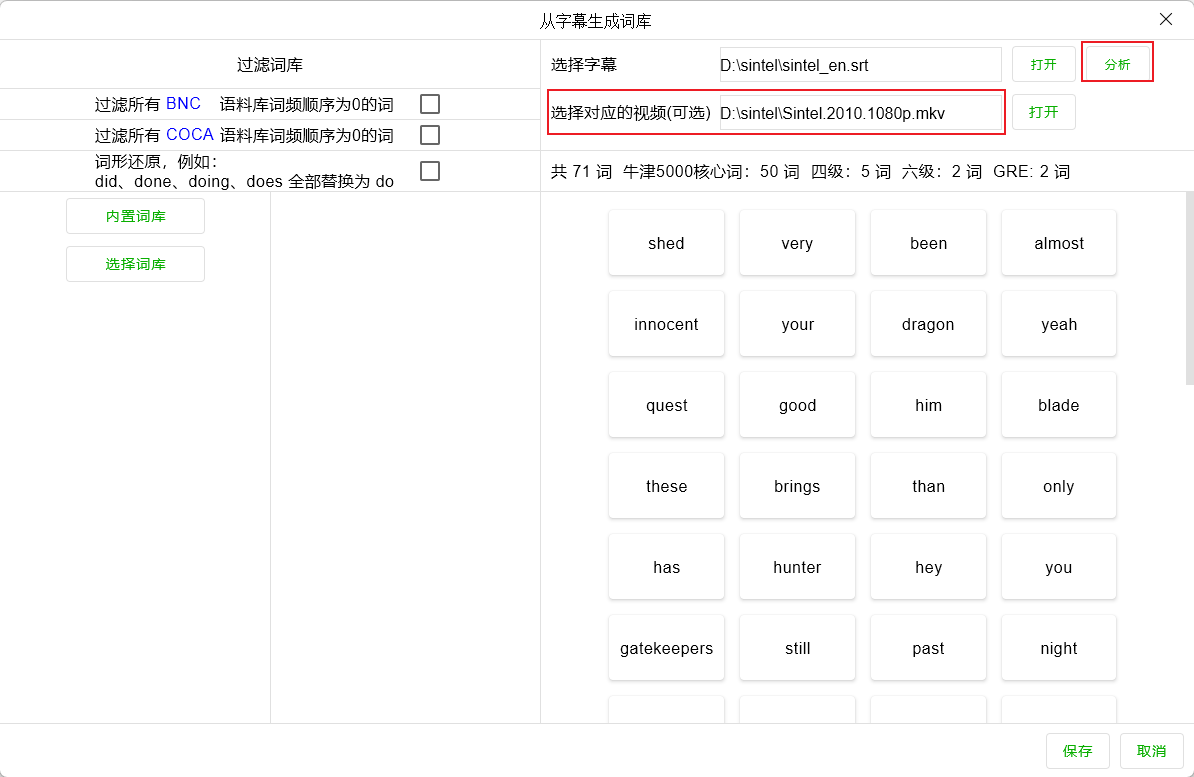 从字幕生成词库
过滤词库
过滤所有 BNC 语料库词频顺序为0的词
过滤所有 COCA 语料库词频顺序为0的词
词形还原，例如：
did、done、doing、does 全部替换为 do
内置词库
选择词库
选择字幕 D:\sintel\sintel_en.srt 打开 分析
选择对应的视频(可选) D:\sintel\Sintel.2010.1080p.mkv 打开
共 71 词 牛津5000核心词：50 词 四级：5 词 六级：2 词 GRE: 2 词
shed very been almost
innocent your dragon yeah
quest good him blade
these brings than only
has hunter hey you
gatekeepers still past night
保存 取消